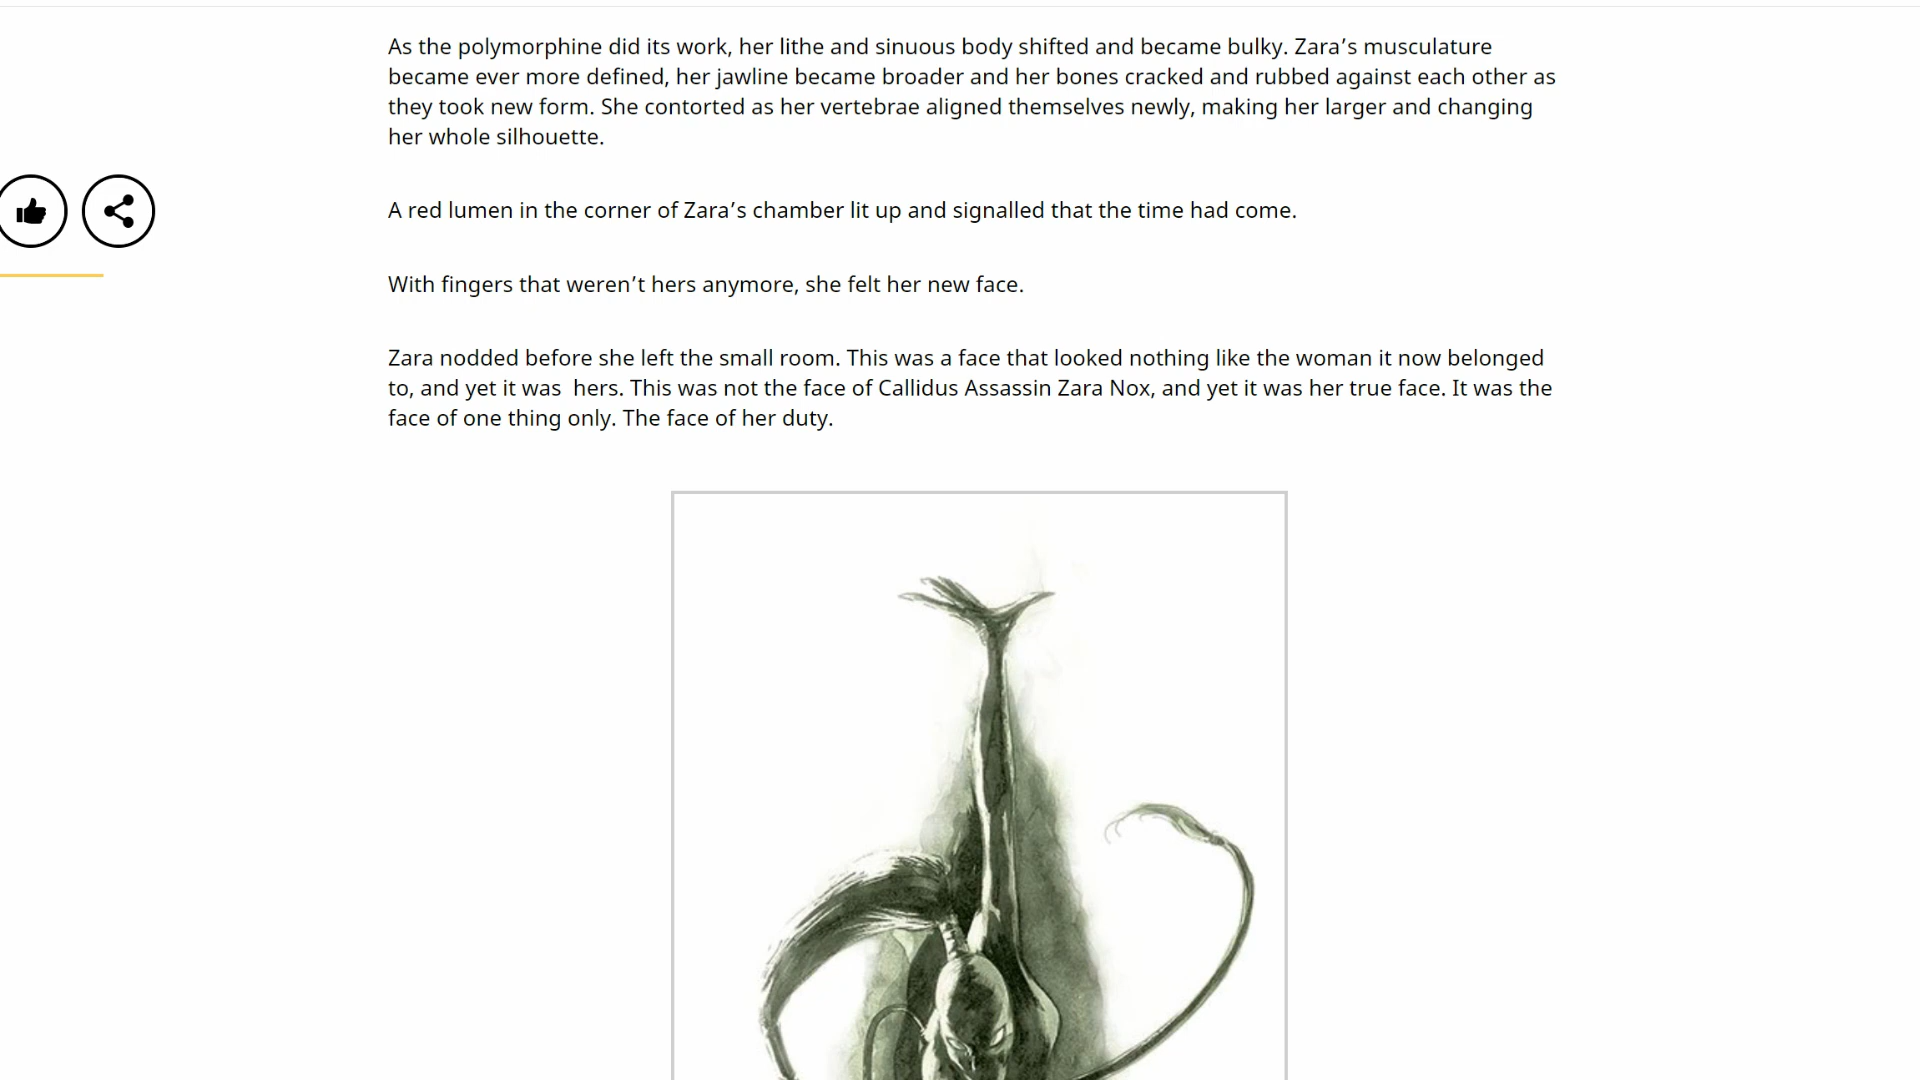 As the polymorphine did its work, her lithe and sinuous body shifted and became bulky. Zara’s musculature
became ever more defined, her jawline became broader and her bones cracked and rubbed against each other as
they took new form. She contorted as her vertebrae aligned themselves newly, making her larger and changing
her whole silhouette.
A red lumen in the corner of Zara’s chamber lit up and signalled that the time had come.
With fingers that weren’t hers anymore, she felt her new face.
Zara nodded before she left the small room. This was a face that looked nothing like the woman it now belonged
to, and yet it was  hers. This was not the face of Callidus Assassin Zara Nox, and yet it was her true face. It was the
face of one thing only. The face of her duty.